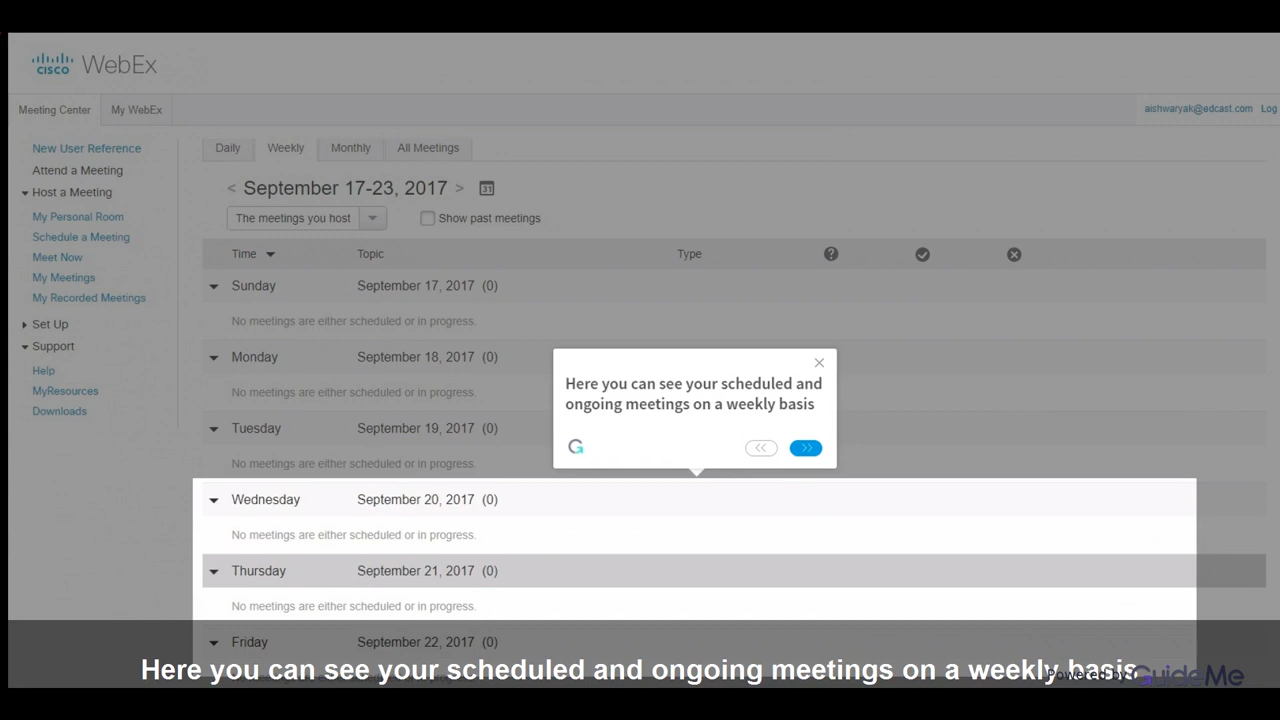 CISCO WebEx
Meeting Center My WebEx aishwaryak@edcast.com Log
New User Reference
Attend a Meeting
Host a Meeting
My Personal Room
Schedule a Meeting
Meet Now
My Meetings
My Recorded Meetings
Set Up
Support
Help
MyResources
Downloads
Daily Weekly Monthly All Meetings
< September 17-23, 2017 > 31
The meetings you host Show past meetings
Time Topic Type
Sunday September 17, 2017 (0)
No meetings are either scheduled or in progress.
Monday September 18, 2017 (0)
No meetings are either scheduled or in progress.
Tuesday September 19, 2017 (0)
No meetings are either scheduled or in progress.
Wednesday September 20, 2017 (0)
No meetings are either scheduled or in progress.
Thursday September 21, 2017 (0)
No meetings are either scheduled or in progress.
Friday September 22, 2017 (0)
Here you can see your scheduled and
ongoing meetings on a weekly basis
Here you can see your scheduled and ongoing meetings on a weekly basis
Powered by GuideMe